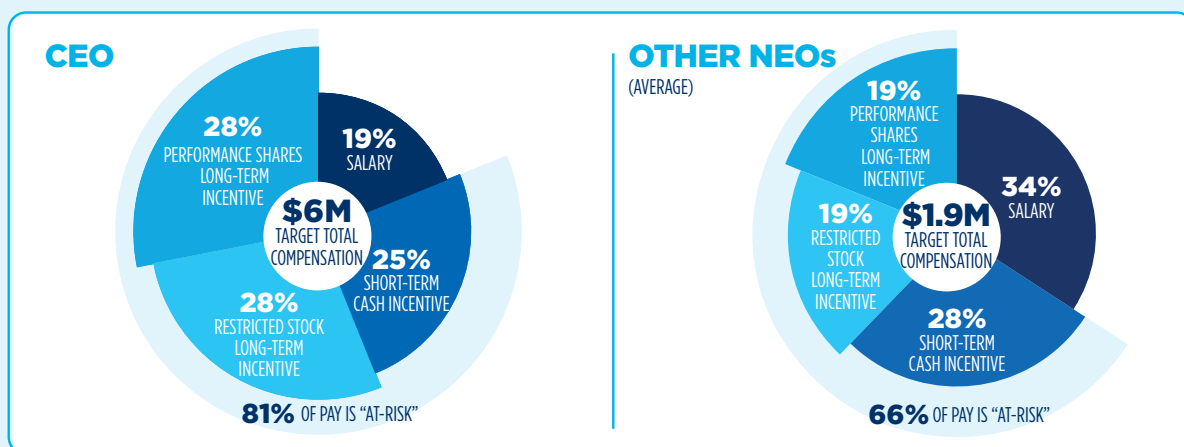 CEO
28%
PERFORMANCE SHARES
LONG-TERM
INCENTIVE
19%
SALARY
$6M
TARGET TOTAL
COMPENSATION
25%
SHORT-TERM
CASH INCENTIVE
28%
RESTRICTED STOCK
LONG-TERM
INCENTIVE
81% OF PAY IS “AT-RISK”
OTHER NEOs
(AVERAGE)
19%
PERFORMANCE
SHARES
LONG-TERM
INCENTIVE
34%
SALARY
19%
RESTRICTED
STOCK
LONG-TERM
INCENTIVE
$1.9M
TARGET TOTAL
COMPENSATION
28%
SHORT-TERM
CASH INCENTIVE
66% OF PAY IS “AT-RISK”